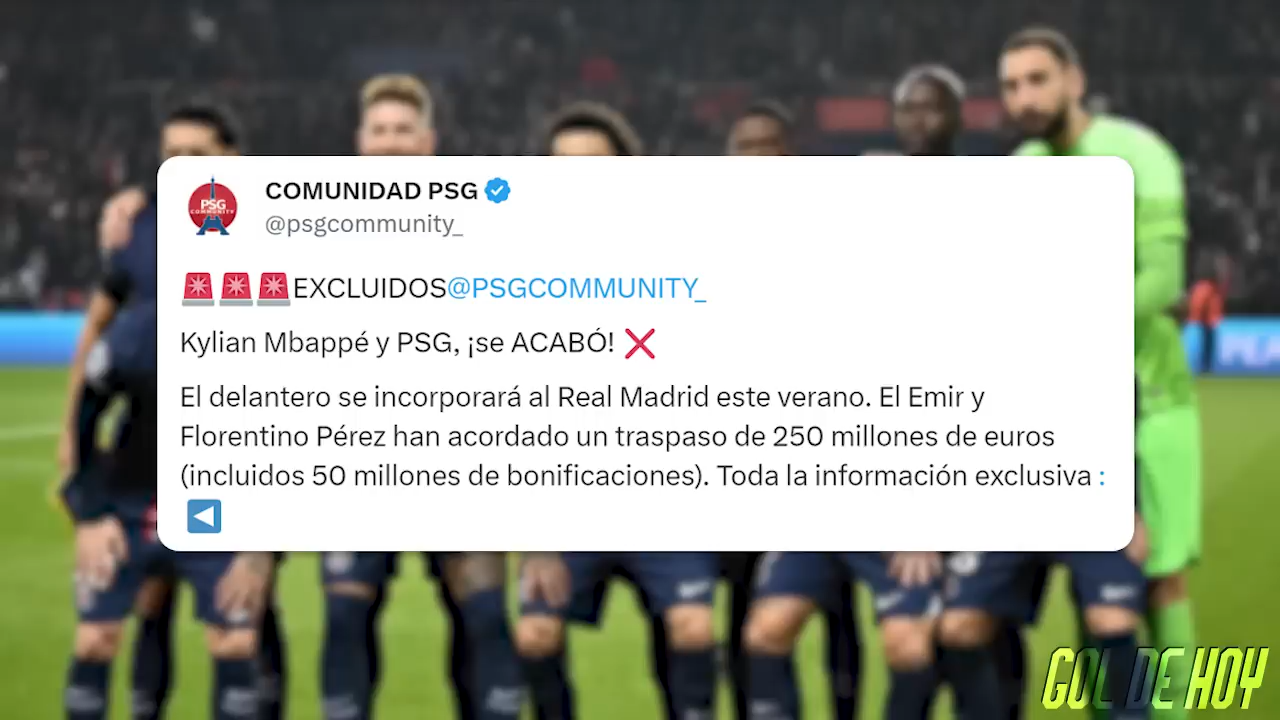 COMUNIDAD PSG
@psgcommunity_
PSG
COMMUNITY
🚨🚨🚨EXCLUIDOS@PSGCOMMUNITY_
Kylian Mbappé y PSG, ¡se ACABÓ! ❌
El delantero se incorporará al Real Madrid este verano. El Emir y
Florentino Pérez han acordado un traspaso de 250 millones de euros
(incluidos 50 millones de bonificaciones). Toda la información exclusiva :
◀️
GOL DE HOY